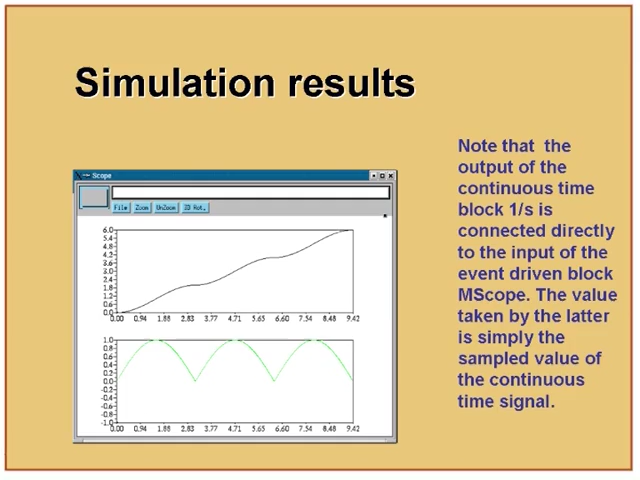 Simulation results
Note that the
output of the
continuous time
block 1/s is
connected directly
to the input of the
event driven block
MScope. The value
taken by the latter
is simply the
sampled value of
the continuous
time signal.
Scope
File Zoom UnZoom 3D Rot.
6.0
5.4
4.8
4.2
3.6
3.0
2.4
1.8
1.2
0.6
0.0
0.00 0.94 1.88 2.83 3.77 4.71 5.65 6.60 7.54 8.48 9.42
1.0
0.8
0.6
0.4
0.2
0.0
-0.2
-0.4
-0.6
-0.8
-1.0
0.00 0.94 1.88 2.83 3.77 4.71 5.65 6.60 7.54 8.48 9.42